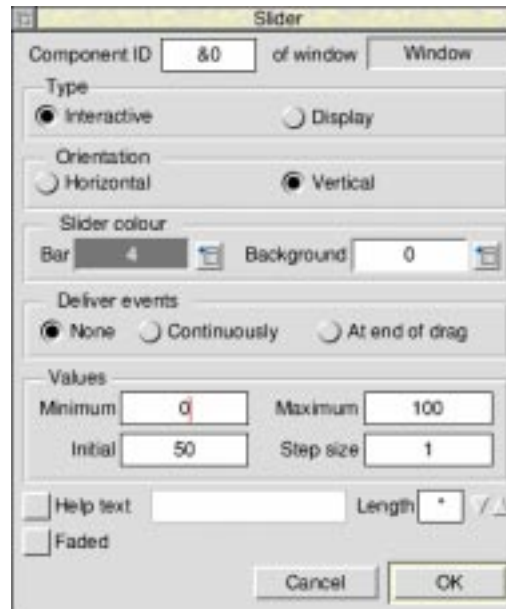 Slider
Component ID &0 of window Window
Type
Interactive Display
Orientation
Horizontal Vertical
Slider colour
Bar 4 Background 0
Deliver events
None Continuously At end of drag
Values
Minimum 0 Maximum 100
Initial 50 Step size 1
Help text Length *
Faded
Cancel OK